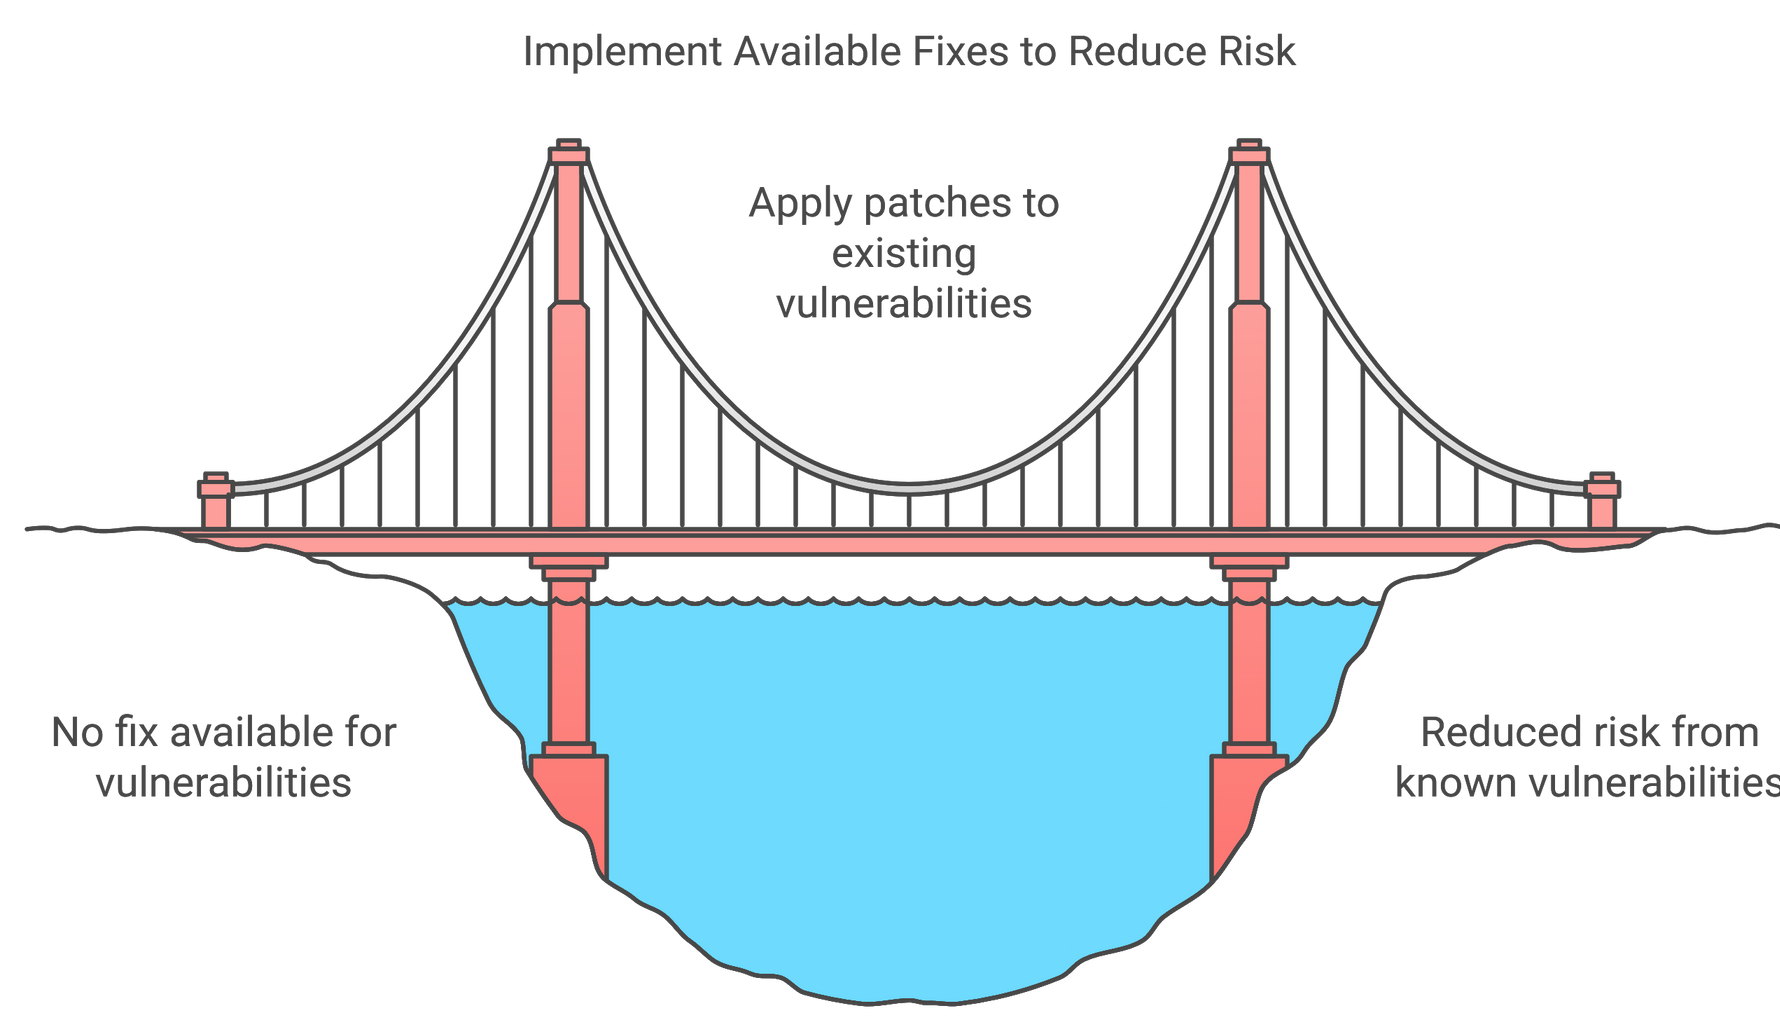 Implement Available Fixes to Reduce Risk
Apply patches to
existing
vulnerabilities
No fix available for
vulnerabilities
Reduced risk from
known vulnerabilities